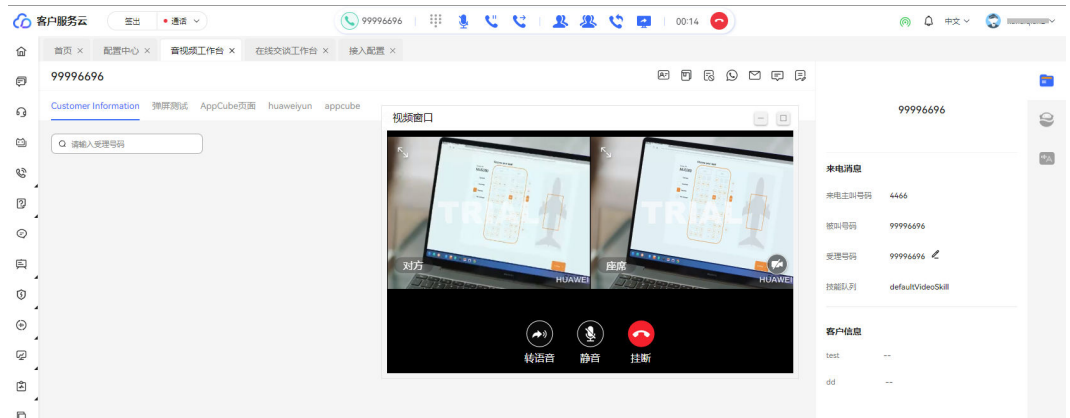 客户服务云
签出
通话
99996696
00:14
中文
首页 ×
配置中心 ×
音视频工作台 ×
在线交谈工作台 ×
接入配置 ×
99996696
Customer Information
弹屏测试
AppCube页面
huaweiyun
appcube
请输入受理号码
视频窗口
TRIAL
对方
HUAWEI
TRIAL
座席
HUAWEI
转语音
静音
挂断
99996696
来电消息
来电主叫号码 4466
被叫号码 99996696
受理号码 99996696
技能队列 defaultVideoSkill
客户信息
test --
dd --